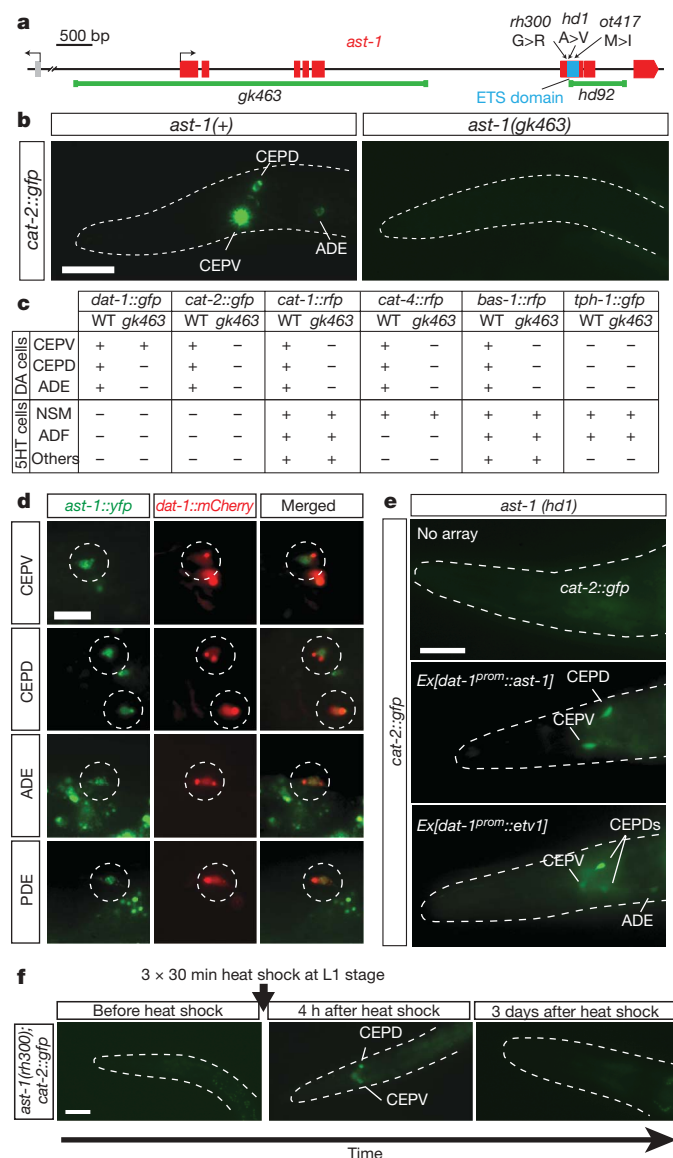 a
500 bp
ast-1
rh300
G>R
hd1
A>V
ot417
M>I
gk463
ETS domain
hd92
b
ast-1(+)
ast-1(gk463)
cat-2::gfp
CEPD
CEPV
ADE
c
dat-1::gfp cat-2::gfp cat-1::rfp cat-4::rfp bas-1::rfp tph-1::gfp
WT gk463 WT gk463 WT gk463 WT gk463 WT gk463 WT gk463
DA cells
CEPV + + + – + – + – + – – –
CEPD + – + – + – + – + – – –
ADE + – + – + – + – + – – –
5HT cells
NSM – – – – + + + + + + + +
ADF – – – – + + – – + + + +
Others – – – – + + – – + + – –
d
ast-1::yfp dat-1::mCherry Merged
CEPV
CEPD
ADE
PDE
e
ast-1 (hd1)
No array
cat-2::gfp
cat-2::gfp
Ex[dat-1prom::ast-1]
CEPD
CEPV
Ex[dat-1prom::etv1]
CEPDs
CEPV
ADE
f
3 × 30 min heat shock at L1 stage
Before heat shock
4 h after heat shock
3 days after heat shock
ast-1(rh300);
cat-2::gfp
CEPD
CEPV
Time